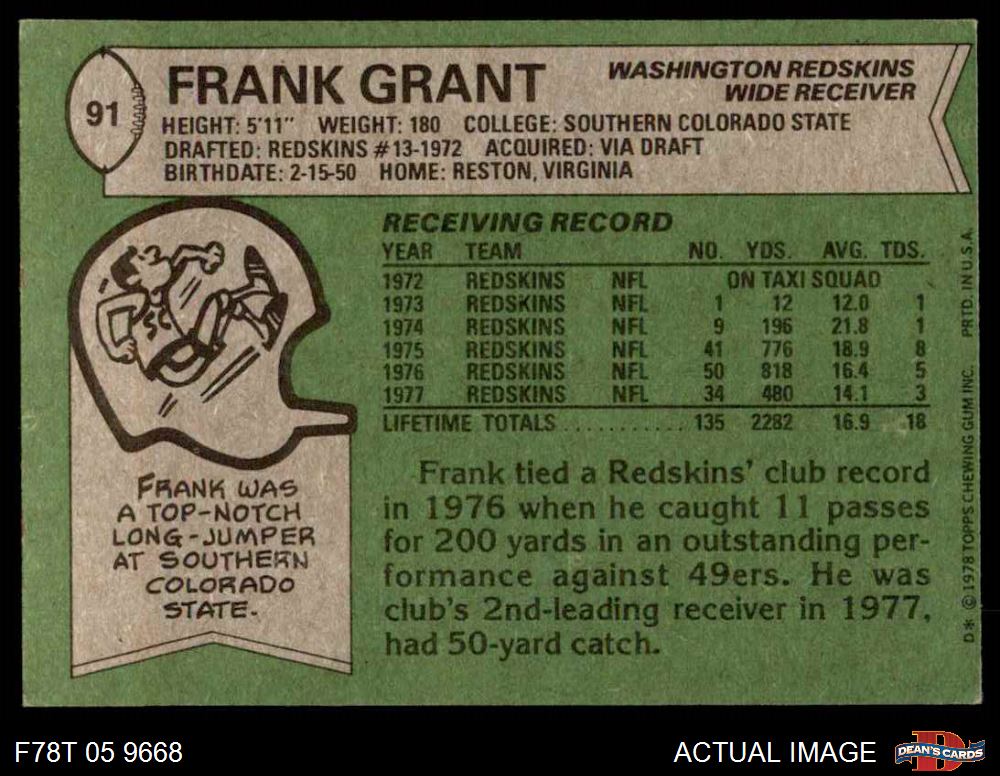 91
FRANK GRANT
WASHINGTON REDSKINS
WIDE RECEIVER
HEIGHT: 5'11" WEIGHT: 180 COLLEGE: SOUTHERN COLORADO STATE
DRAFTED: REDSKINS #13-1972 ACQUIRED: VIA DRAFT
BIRTHDATE: 2-15-50 HOME: RESTON, VIRGINIA
SC
FRANK WAS
A TOP-NOTCH
LONG-JUMPER
AT SOUTHERN
COLORADO
STATE.
RECEIVING RECORD
YEAR TEAM NO. YDS. AVG. TDS.
1972 REDSKINS NFL ON TAXI SQUAD
1973 REDSKINS NFL 1 12 12.0 1
1974 REDSKINS NFL 9 196 21.8 1
1975 REDSKINS NFL 41 776 18.9 8
1976 REDSKINS NFL 50 818 16.4 5
1977 REDSKINS NFL 34 480 14.1 3
LIFETIME TOTALS........... 135 2282 16.9 18
Frank tied a Redskins' club record
in 1976 when he caught 11 passes
for 200 yards in an outstanding per-
formance against 49ers. He was
club's 2nd-leading receiver in 1977,
had 50-yard catch.
D* © 1978 TOPPS CHEWING GUM INC. PRTD. IN U.S.A.
F78T 05 9668
ACTUAL IMAGE
DEAN'S CARDS